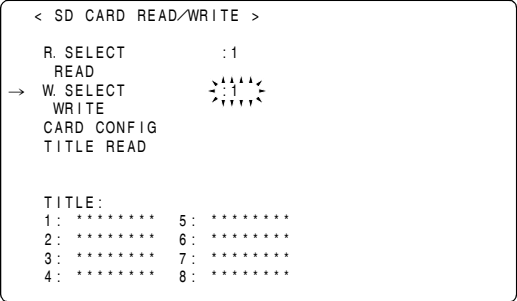 < SD CARD READ/WRITE >
R. SELECT :1
READ
→ W. SELECT :1
WRITE
CARD CONFIG
TITLE READ
TITLE:
1: ******** 5: ********
2: ******** 6: ********
3: ******** 7: ********
4: ******** 8: ********